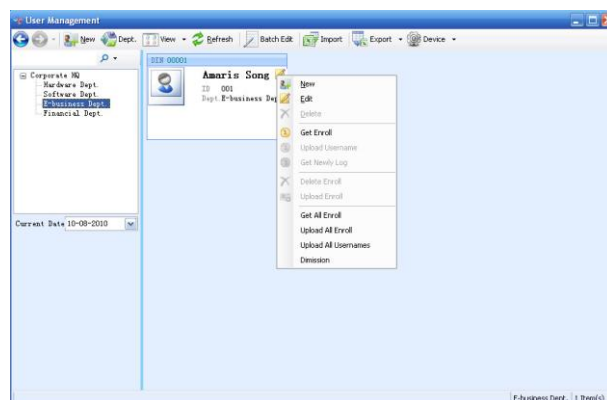 User Management
New Dept. View Refresh Batch Edit Import Export Device
DIN 00001
Amaris Song
ID 001
Dept. E-business Dep
Corporate HQ
Hardware Dept.
Software Dept.
E-business Dept.
Financial Dept.
Current Date 10-08-2010
New
Edit
Delete
Get Enroll
Upload Username
Get Newly Log
Delete Enroll
Upload Enroll
Get All Enroll
Upload All Enroll
Upload All Usernames
Dimission
E-business Dept. 1 Item(s)